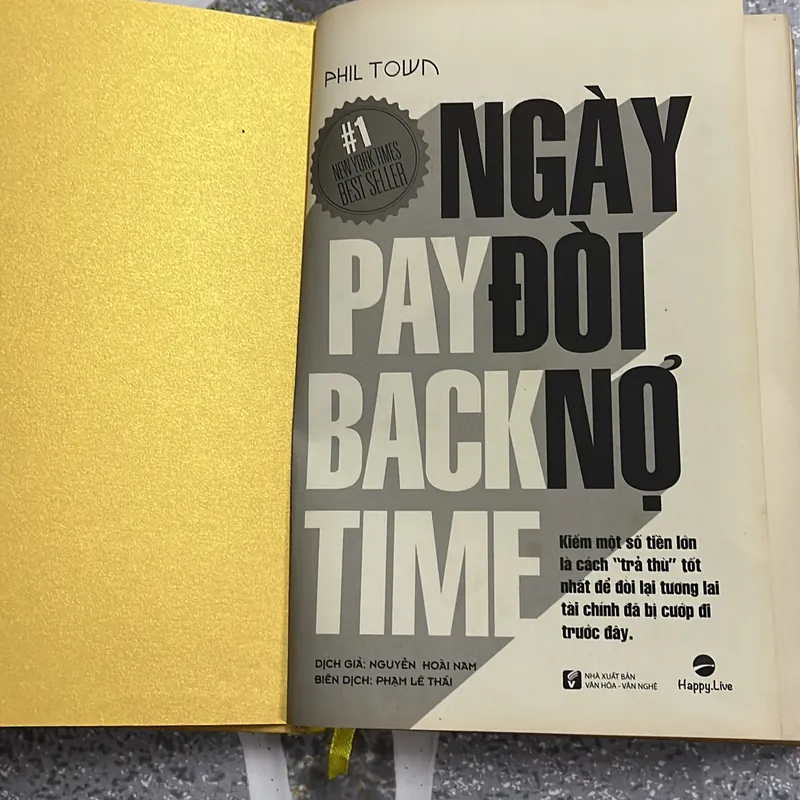 PHIL TOWN
#1
NEW YORK TIMES
BEST SELLER
NGÀY
PAY ĐÒI
BACK NỢ
TIME
Kiếm một số tiền lớn
là cách "trả thù" tốt
nhất để đòi lại tương lai
tài chính đã bị cướp đi
trước đây.
DỊCH GIẢ: NGUYỄN HOÀI NAM
BIÊN DỊCH: PHẠM LÊ THÁI
NHÀ XUẤT BẢN
VĂN HÓA - VĂN NGHỆ
Happy.Live